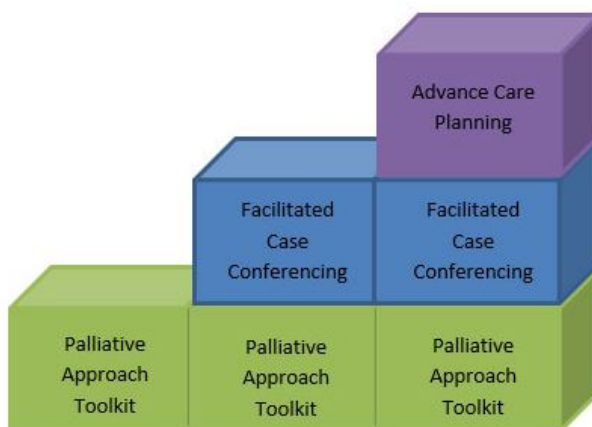 Advance Care
Planning
Facilitated
Case
Conferencing
Facilitated
Case
Conferencing
Palliative
Approach
Toolkit
Palliative
Approach
Toolkit
Palliative
Approach
Toolkit